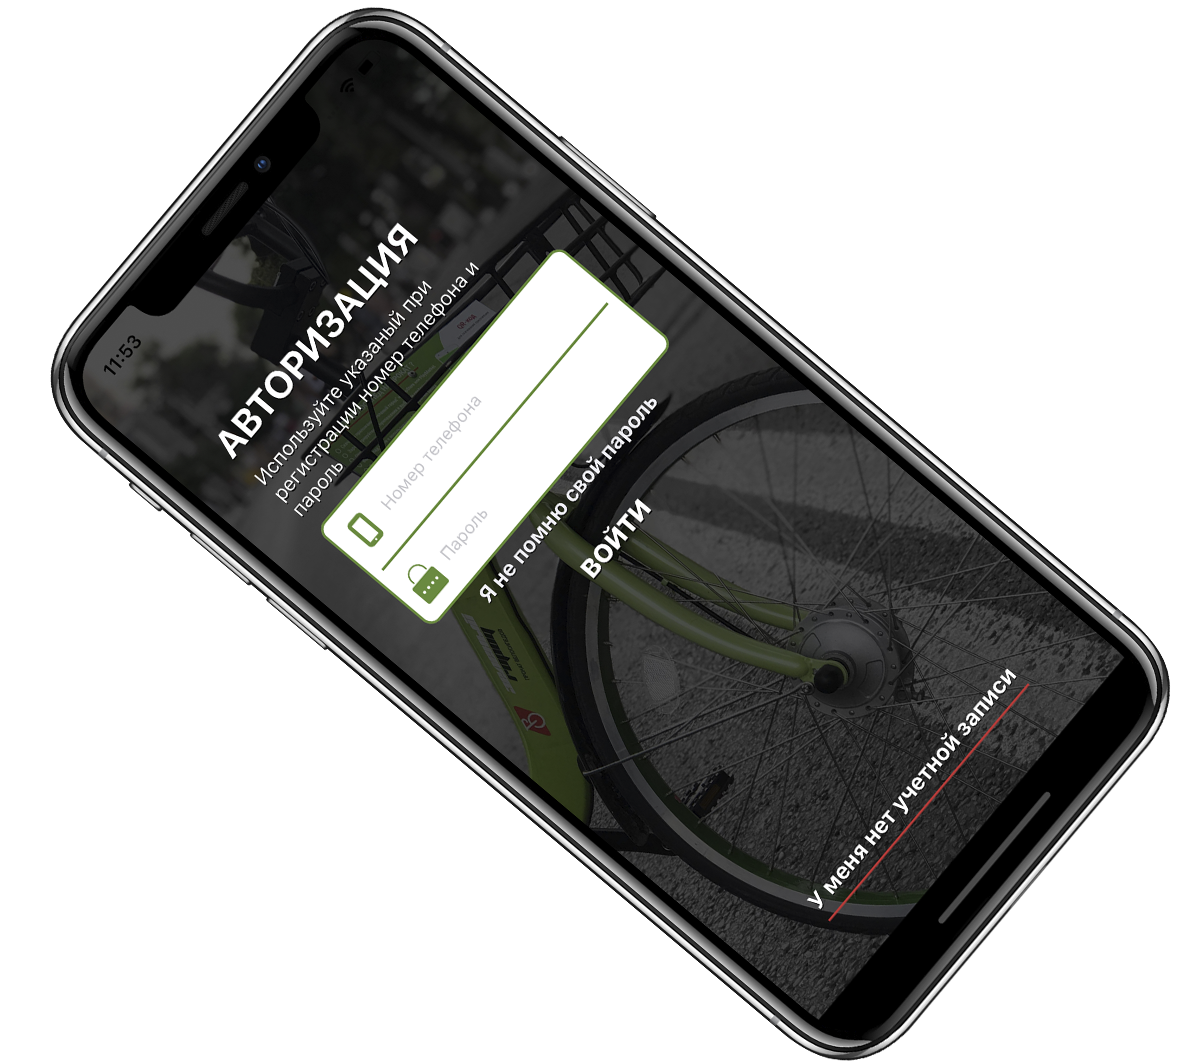 11:53
АВТОРИЗАЦИЯ
Используйте указаный при
регистрации номер телефона и
пароль
Номер телефона
Пароль
Я не помню свой пароль
ВОЙТИ
У меня нет учетной записи